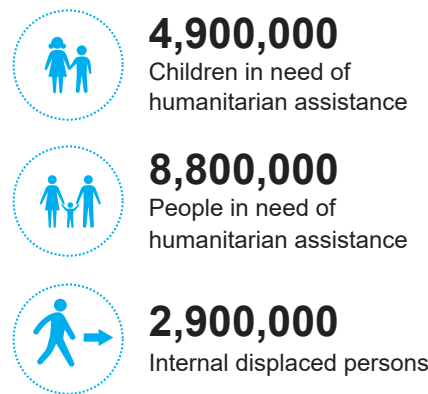 4,900,000
Children in need of
humanitarian assistance
8,800,000
People in need of
humanitarian assistance
2,900,000
Internal displaced persons